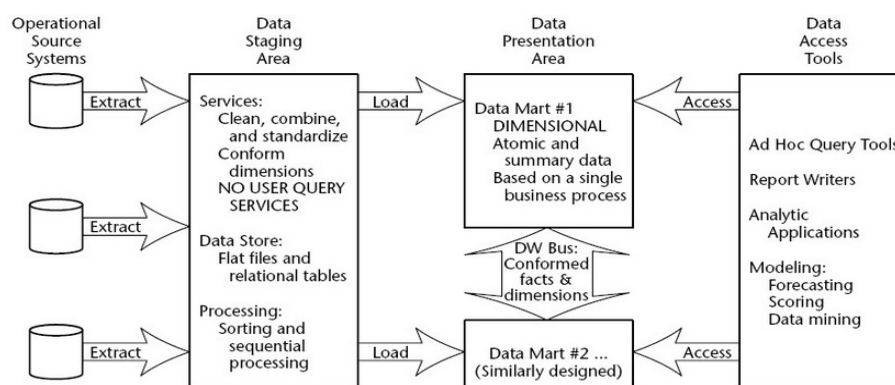 Operational
Source
Systems
Data
Staging
Area
Data
Presentation
Area
Data
Access
Tools
Extract
Extract
Extract
Services:
Clean, combine,
and standardize
Conform
dimensions
NO USER QUERY
SERVICES
Data Store:
Flat files and
relational tables
Processing:
Sorting and
sequential
processing
Load
Load
Data Mart #1
DIMENSIONAL
Atomic and
summary data
Based on a single
business process
DW Bus:
Conformed
facts &
dimensions
Data Mart #2 ...
(Similarly designed)
Access
Access
Ad Hoc Query Tools
Report Writers
Analytic
Applications
Modeling:
Forecasting
Scoring
Data mining